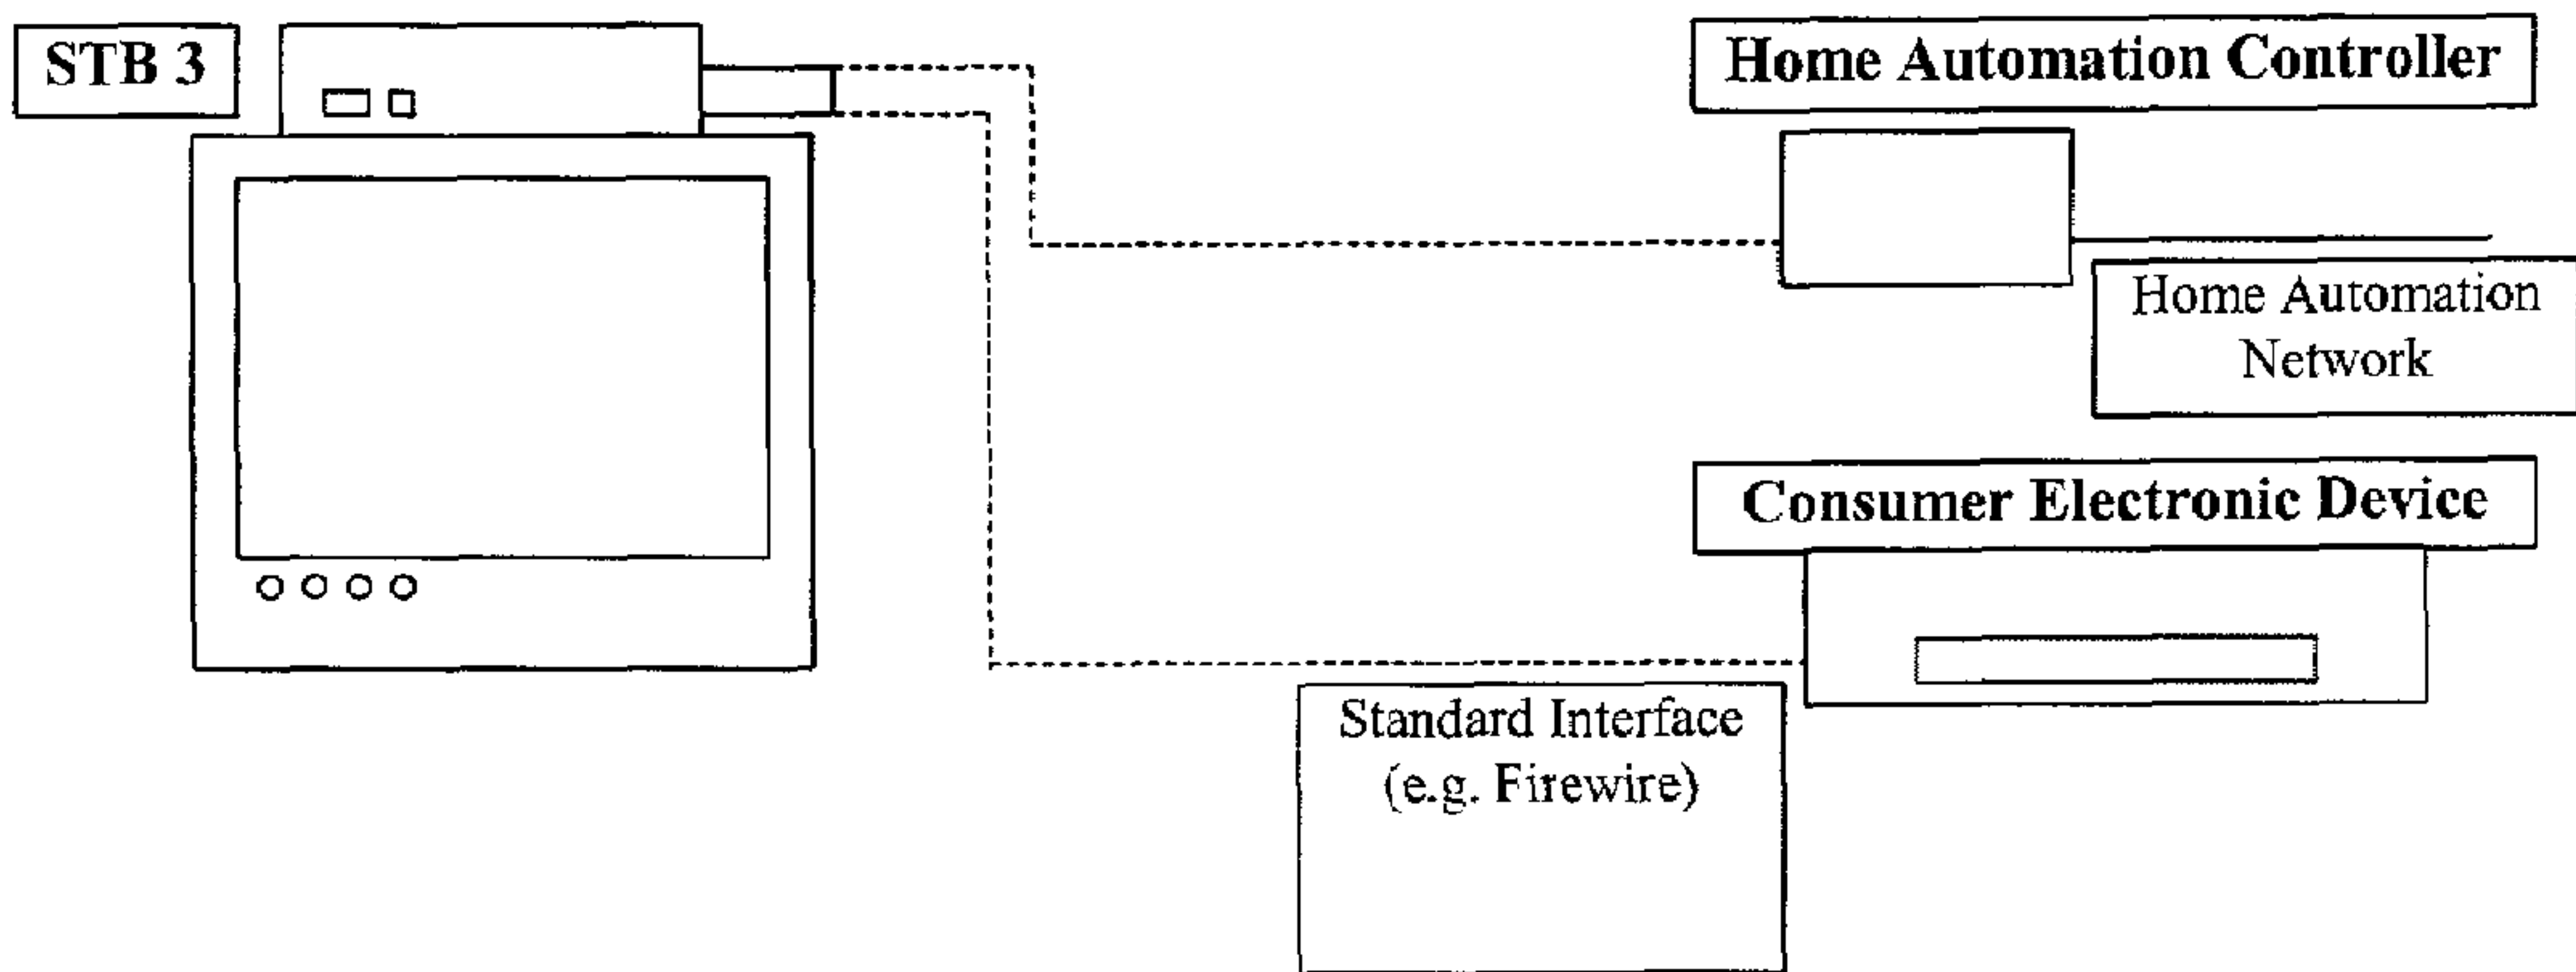 STB 3
Home Automation Controller
Home Automation
Network
Consumer Electronic Device
Standard Interface
(e.g. Firewire)